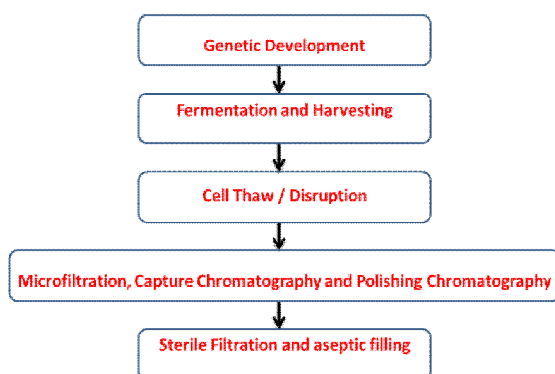 Genetic Development
Fermentation and Harvesting
Cell Thaw / Disruption
Microfiltration, Capture Chromatography and Polishing Chromatography
Sterile Filtration and aseptic filling